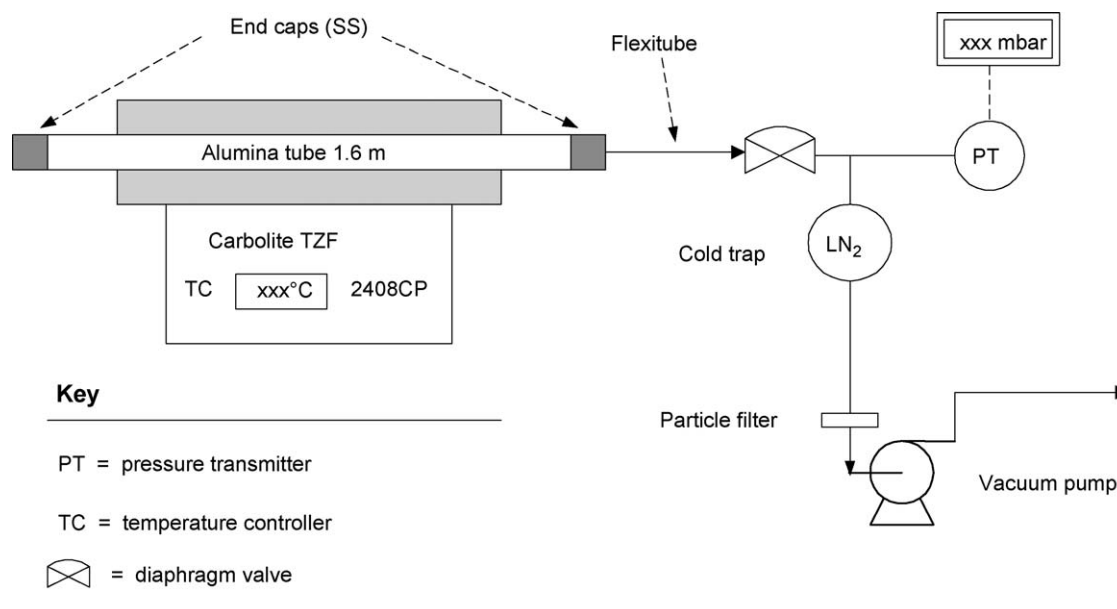 End caps (SS)
Flexitube
xxx mbar
Alumina tube 1.6 m
PT
Carbolite TZF
Cold trap
LN2
TC xxx°C 2408CP
Key
Particle filter
PT = pressure transmitter
Vacuum pump
TC = temperature controller
= diaphragm valve